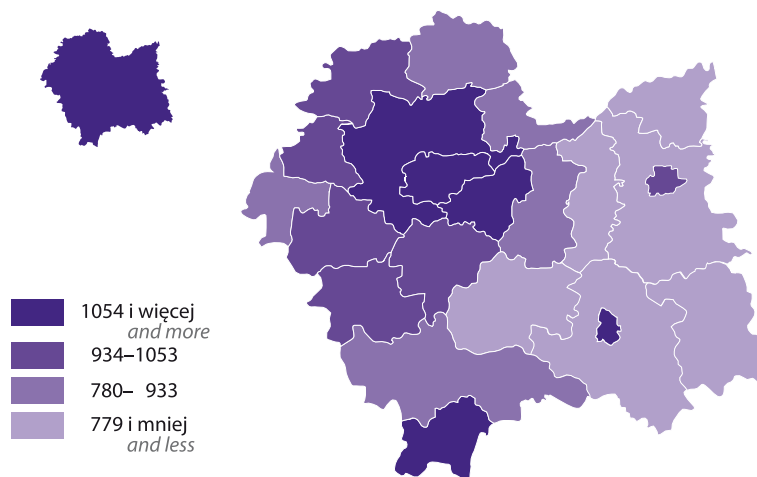 1054 i więcej
and more
934–1053
780– 933
779 i mniej
and less